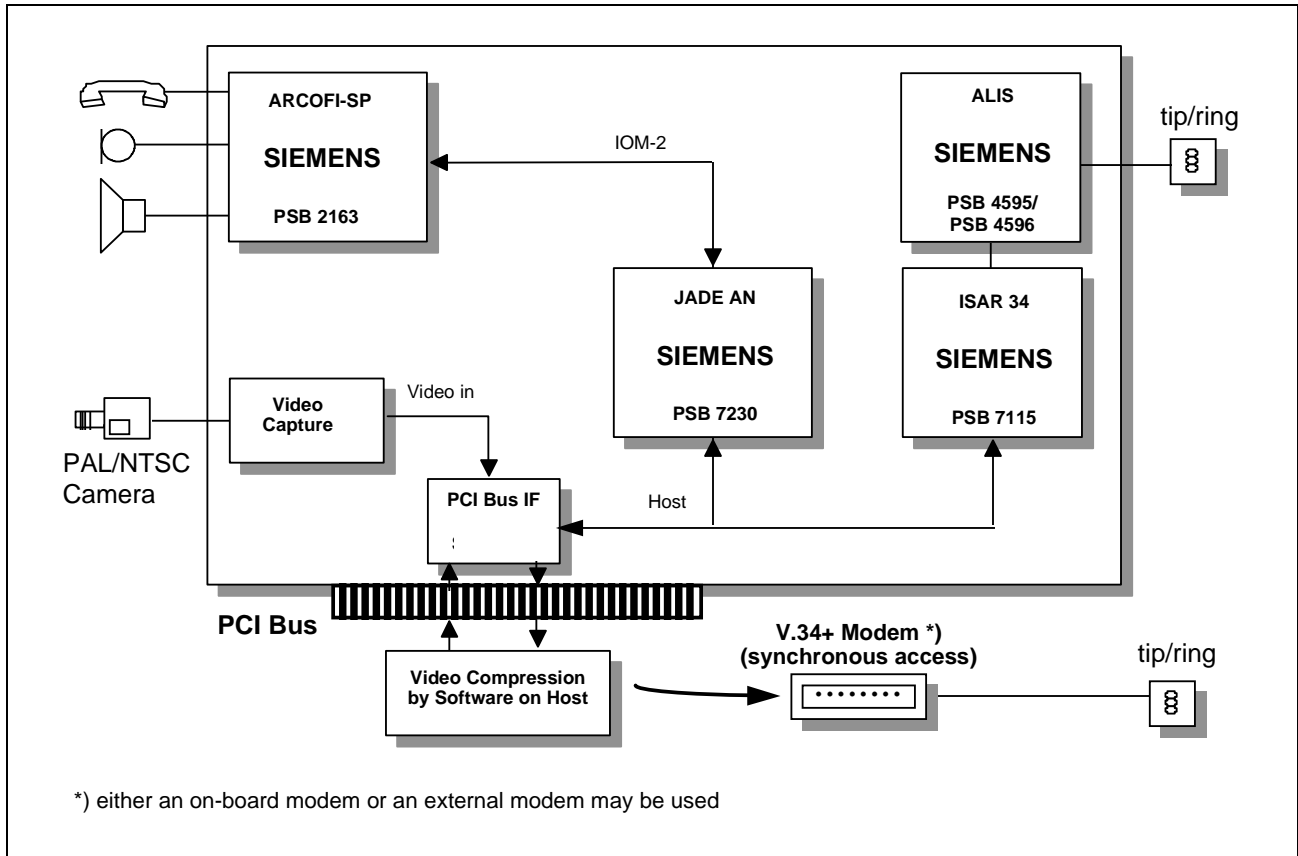 ARCOFI-SP
SIEMENS
PSB 2163
IOM-2
ALIS
SIEMENS
PSB 4595/
PSB 4596
tip/ring
JADE AN
SIEMENS
PSB 7230
ISAR 34
SIEMENS
PSB 7115
Video
Capture
Video in
PAL/NTSC
Camera
PCI Bus IF
Host
PCI Bus
Video Compression
by Software on Host
V.34+ Modem *)
(synchronous access)
tip/ring
*) either an on-board modem or an external modem may be used